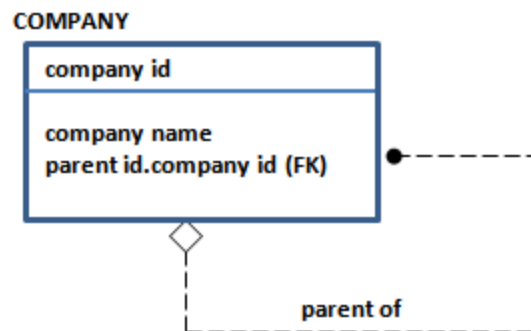 COMPANY
company id
company name
parent id.company id (FK)
parent of